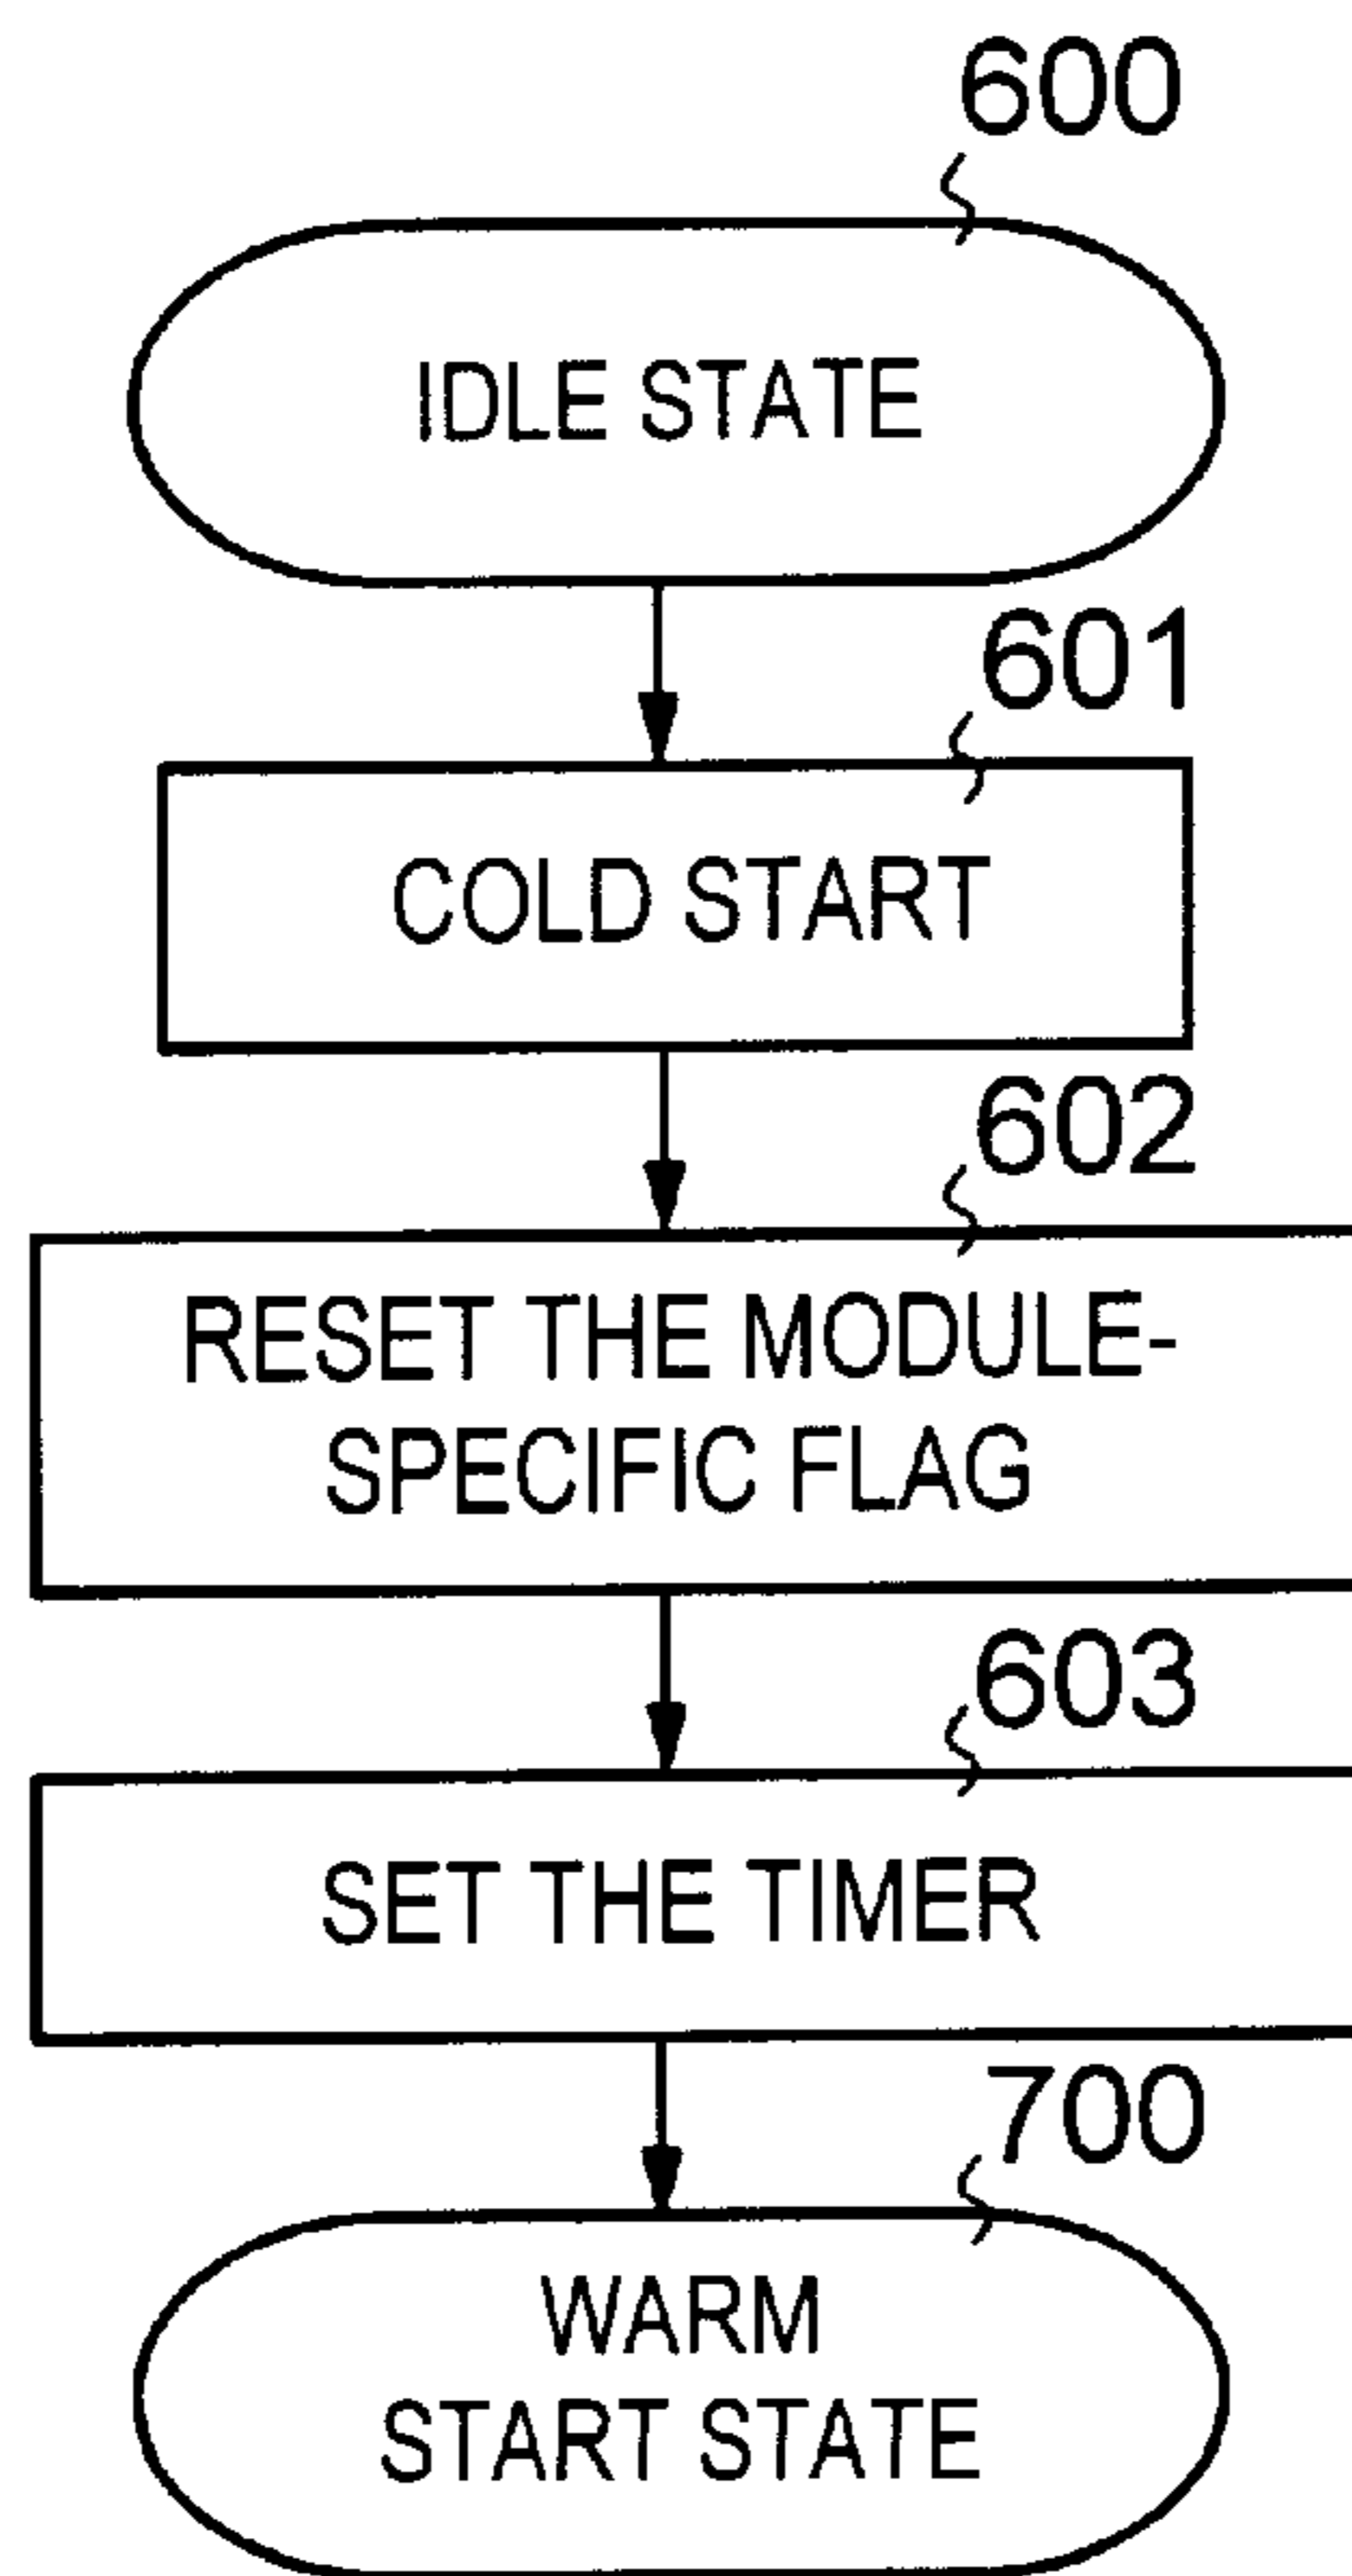 600
IDLE STATE
601
COLD START
602
RESET THE MODULE-
SPECIFIC FLAG
603
SET THE TIMER
700
WARM
START STATE